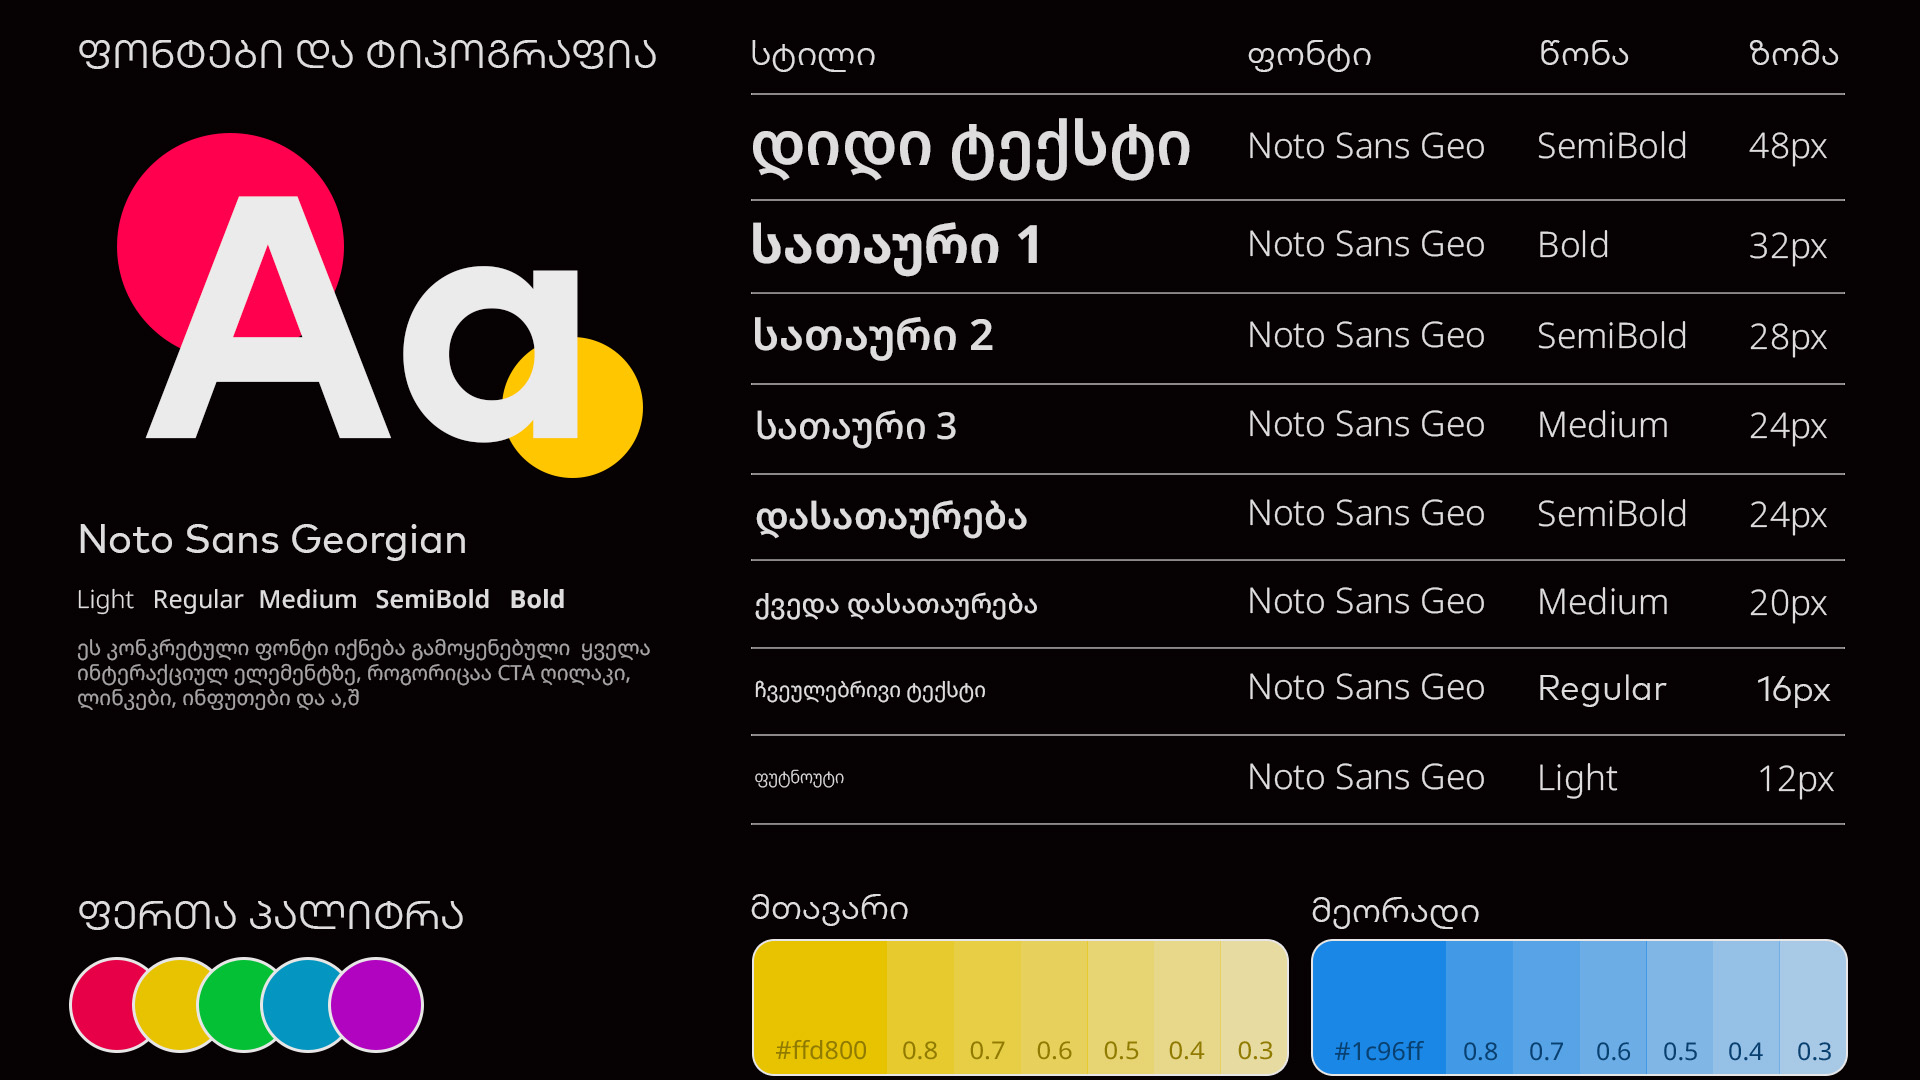 ფონტები და ტიპოგრაფია
Aa
Noto Sans Georgian
Light Regular Medium SemiBold Bold
ეს კონკრეტული ფონტი იქნება გამოყენებული ყველა
ინტერაქციულ ელემენტზე, როგორიცაა CTA ღილაკი,
ლინკები, ინფუთები და ა,შ
სტილი ფონტი წონა ზომა
დიდი ტექსტი Noto Sans Geo SemiBold 48px
სათაური 1 Noto Sans Geo Bold 32px
სათაური 2 Noto Sans Geo SemiBold 28px
სათაური 3 Noto Sans Geo Medium 24px
დასათაურება Noto Sans Geo SemiBold 24px
ქვედა დასათაურება Noto Sans Geo Medium 20px
ჩვეულებრივი ტექსტი Noto Sans Geo Regular 16px
ფუტნოუტი Noto Sans Geo Light 12px
ფერთა პალიტრა
მთავარი
#ffd800 0.8 0.7 0.6 0.5 0.4 0.3
მეორადი
#1c96ff 0.8 0.7 0.6 0.5 0.4 0.3